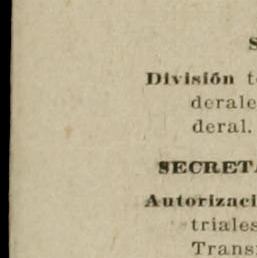 S
División t
derale
deral.
SECRETA
Autorizaci
triales
Trans